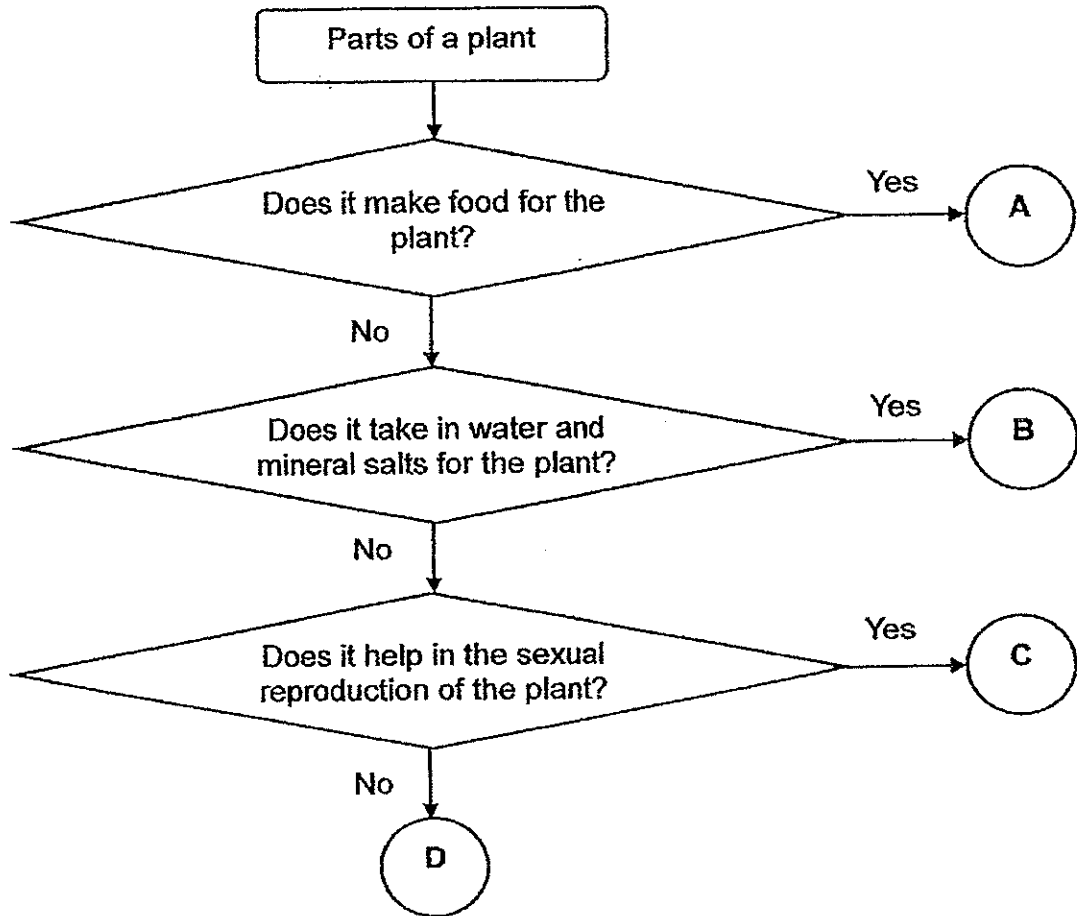 Parts of a plant
Does it make food for the
plant?
Yes
A
No
Does it take in water and
mineral salts for the plant?
Yes
B
No
Does it help in the sexual
reproduction of the plant?
Yes
C
No
D